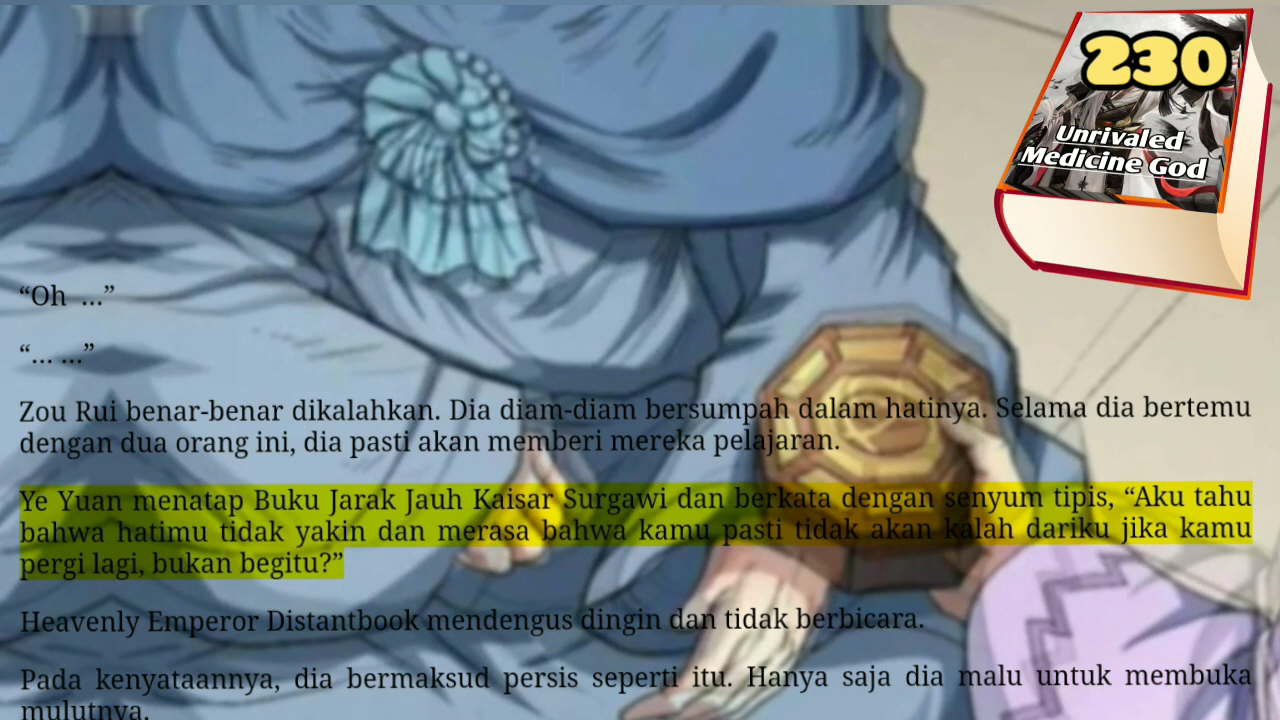 230
Unrivaled
Medicine God
“Oh ...”
“... ...”
Zou Rui benar-benar dikalahkan. Dia diam-diam bersumpah dalam hatinya. Selama dia bertemu
dengan dua orang ini, dia pasti akan memberi mereka pelajaran.
Ye Yuan menatap Buku Jarak Jauh Kaisar Surgawi dan berkata dengan senyum tipis, “Aku tahu
bahwa hatimu tidak yakin dan merasa bahwa kamu pasti tidak akan kalah dariku jika kamu
pergi lagi, bukan begitu?”
Heavenly Emperor Distantbook mendengus dingin dan tidak berbicara.
Pada kenyataannya, dia bermaksud persis seperti itu. Hanya saja dia malu untuk membuka
mulutnya.